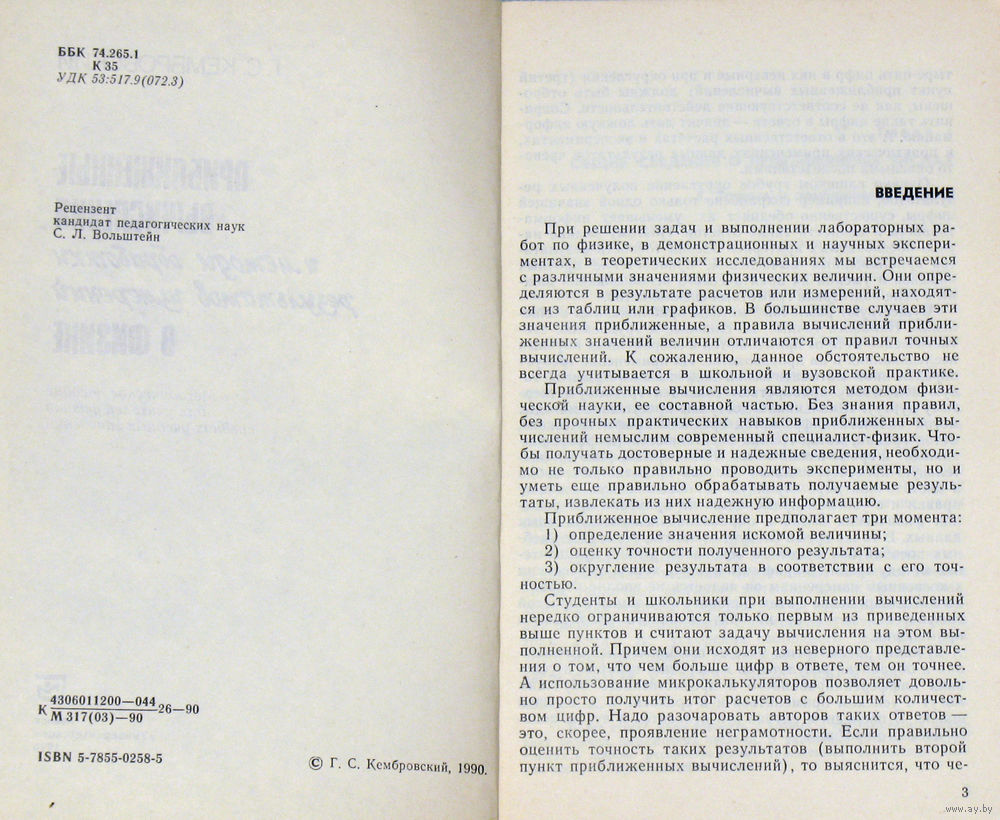 ББК 74.265.1
К 35
УДК 53:517.9(072.3)
Рецензент
кандидат педагогических наук
С. Л. Вольштейн
К 4306011200—044
М 317(03)—90 26—90
ISBN 5-7855-0258-5
© Г. С. Кембровский, 1990.
ВВЕДЕНИЕ
При решении задач и выполнении лабораторных ра-
бот по физике, в демонстрационных и научных экспери-
ментах, в теоретических исследованиях мы встречаемся
с различными значениями физических величин. Они опре-
деляются в результате расчетов или измерений, находят-
ся из таблиц или графиков. В большинстве случаев эти
значения приближенные, а правила вычислений прибли-
женных значений величин отличаются от правил точных
вычислений. К сожалению, данное обстоятельство не
всегда учитывается в школьной и вузовской практике.
Приближенные вычисления являются методом физи-
ческой науки, ее составной частью. Без знания правил,
без прочных практических навыков приближенных вы-
числений немыслим современный специалист-физик. Что-
бы получать достоверные и надежные сведения, необходи-
мо не только правильно проводить эксперименты, но и
уметь еще правильно обрабатывать получаемые резуль-
таты, извлекать из них надежную информацию.
Приближенное вычисление предполагает три момента:
1) определение значения искомой величины;
2) оценку точности полученного результата;
3) округление результата в соответствии с его точ-
ностью.
Студенты и школьники при выполнении вычислений
нередко ограничиваются только первым из приведенных
выше пунктов и считают задачу вычисления на этом вы-
полненной. Причем они исходят из неверного представле-
ния о том, что чем больше цифр в ответе, тем он точнее.
А использование микрокалькуляторов позволяет доволь-
но просто получить итог расчетов с большим количест-
вом цифр. Надо разочаровать авторов таких ответов —
это, скорее, проявление неграмотности. Если правильно
оценить точность таких результатов (выполнить второй
пункт приближенных вычислений), то выяснится, что че-
3
www.ay.by